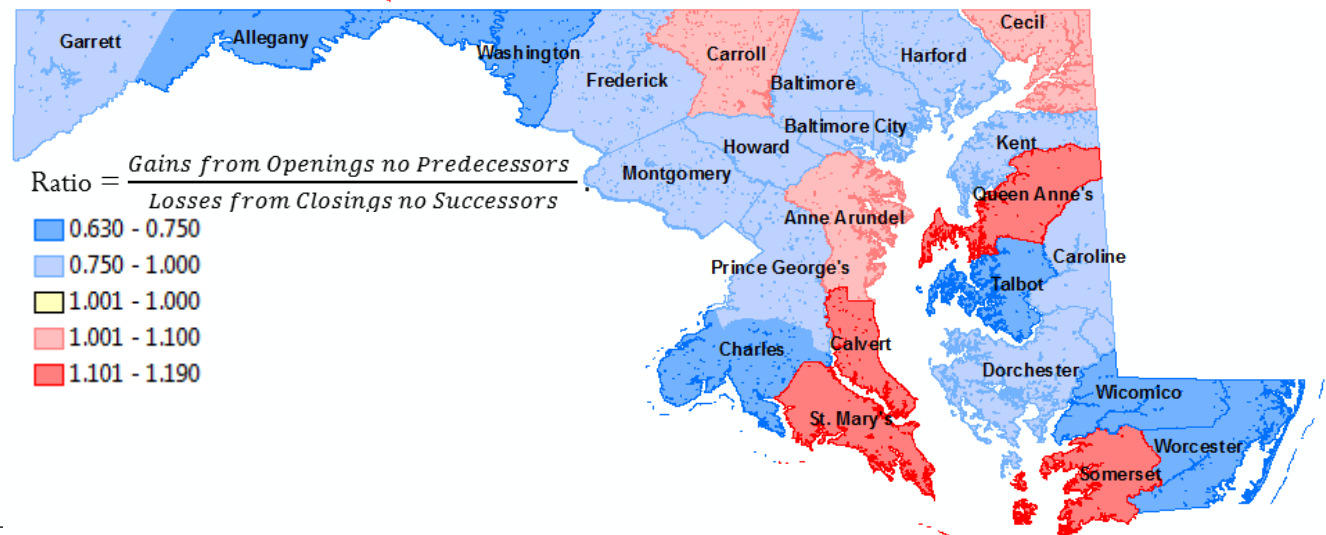 Cecil
Garrett
Allegany
Washington
Carroll
Harford
Frederick
Baltimore
Baltimore City
Howard
Kent
Ratio = Gains from Openings no Predecessors / Losses from Closings no Successors .
Montgomery
Queen Anne's
Anne Arundel
0.630 - 0.750
0.750 - 1.000
1.001 - 1.000
1.001 - 1.100
1.101 - 1.190
Prince George's
Caroline
Talbot
Charles
Calvert
Dorchester
Wicomico
St. Mary's
Worcester
Somerset